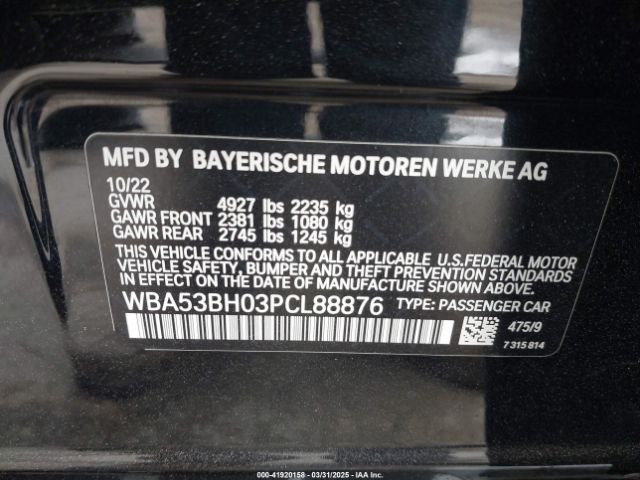 MFD BY BAYERISCHE MOTOREN WERKE AG
10/22
GVWR 4927 lbs 2235 kg
GAWR FRONT 2381 lbs 1080 kg
GAWR REAR 2745 lbs 1245 kg
THIS VEHICLE CONFORMS TO ALL APPLICABLE U.S.FEDERAL MOTOR
VEHICLE SAFETY, BUMPER AND THEFT PREVENTION STANDARDS
IN EFFECT ON THE DATE OF MANUFACTURE SHOWN ABOVE.
WBA53BH03PCL88876 TYPE: PASSENGER CAR
475/9
7 315 814
000-41920158 - 03/31/2025 - IAAI, INC.